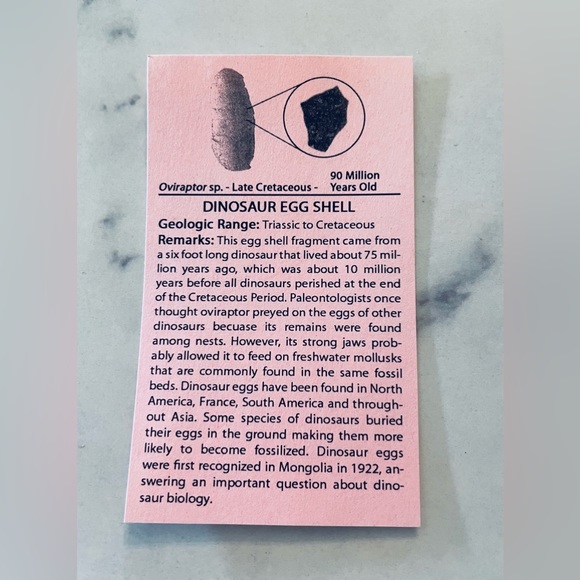 90 Million
Oviraptor sp. - Late Cretaceous - Years Old
DINOSAUR EGG SHELL
Geologic Range: Triassic to Cretaceous
Remarks: This egg shell fragment came from
a six foot long dinosaur that lived about 75 mil-
lion years ago, which was about 10 million
years before all dinosaurs perished at the end
of the Cretaceous Period. Paleontologists once
thought oviraptor preyed on the eggs of other
dinosaurs becuase its remains were found
among nests. However, its strong jaws prob-
ably allowed it to feed on freshwater mollusks
that are commonly found in the same fossil
beds. Dinosaur eggs have been found in North
America, France, South America and through-
out Asia. Some species of dinosaurs buried
their eggs in the ground making them more
likely to become fossilized. Dinosaur eggs
were first recognized in Mongolia in 1922, an-
swering an important question about dino-
saur biology.